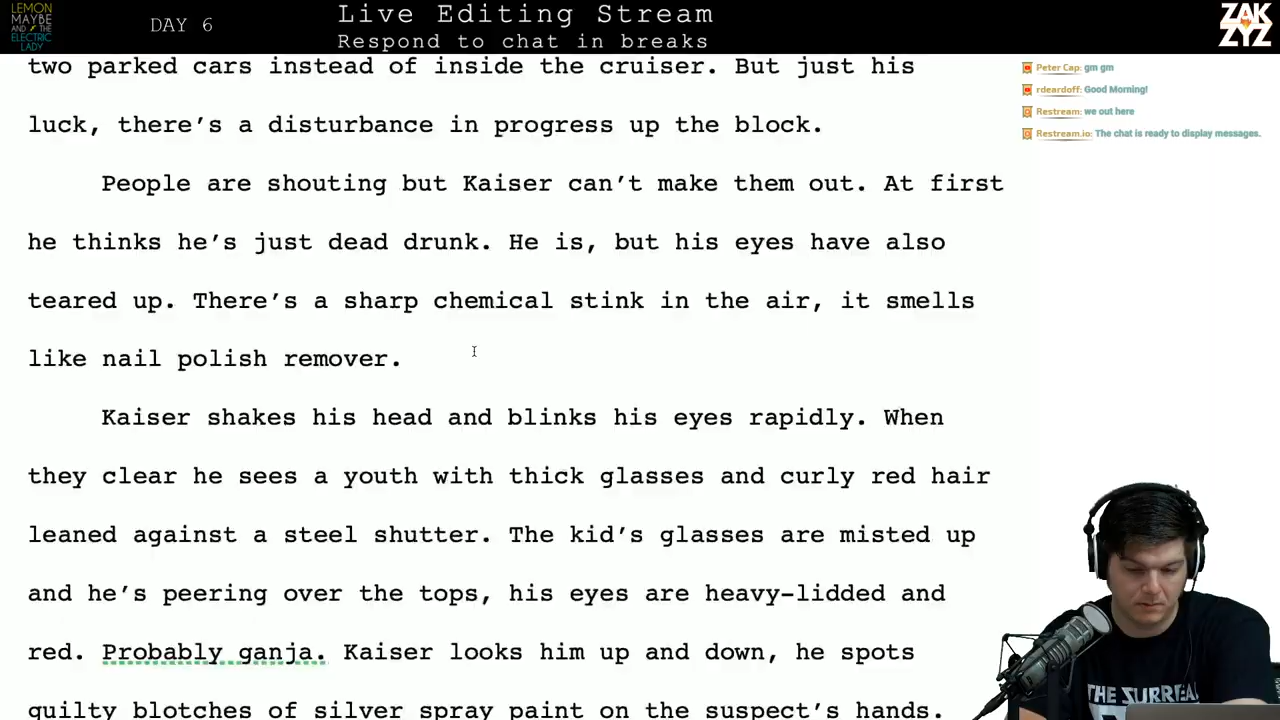 LEMON
MAYBE
AND THE
ELECTRIC
LADY
DAY 6
Live Editing Stream
Respond to chat in breaks
ZAK
ZYZ
two parked cars instead of inside the cruiser. But just his
luck, there’s a disturbance in progress up the block.
People are shouting but Kaiser can’t make them out. At first
he thinks he’s just dead drunk. He is, but his eyes have also
teared up. There’s a sharp chemical stink in the air, it smells
like nail polish remover.
Kaiser shakes his head and blinks his eyes rapidly. When
they clear he sees a youth with thick glasses and curly red hair
leaned against a steel shutter. The kid’s glasses are misted up
and he’s peering over the tops, his eyes are heavy-lidded and
red. Probably ganja. Kaiser looks him up and down, he spots
guilty blotches of silver spray paint on the suspect’s hands.
Peter Cap: gm gm
rdeardoff: Good Morning!
Restream: we out here
Restream.io: The chat is ready to display messages.
THE SURREA